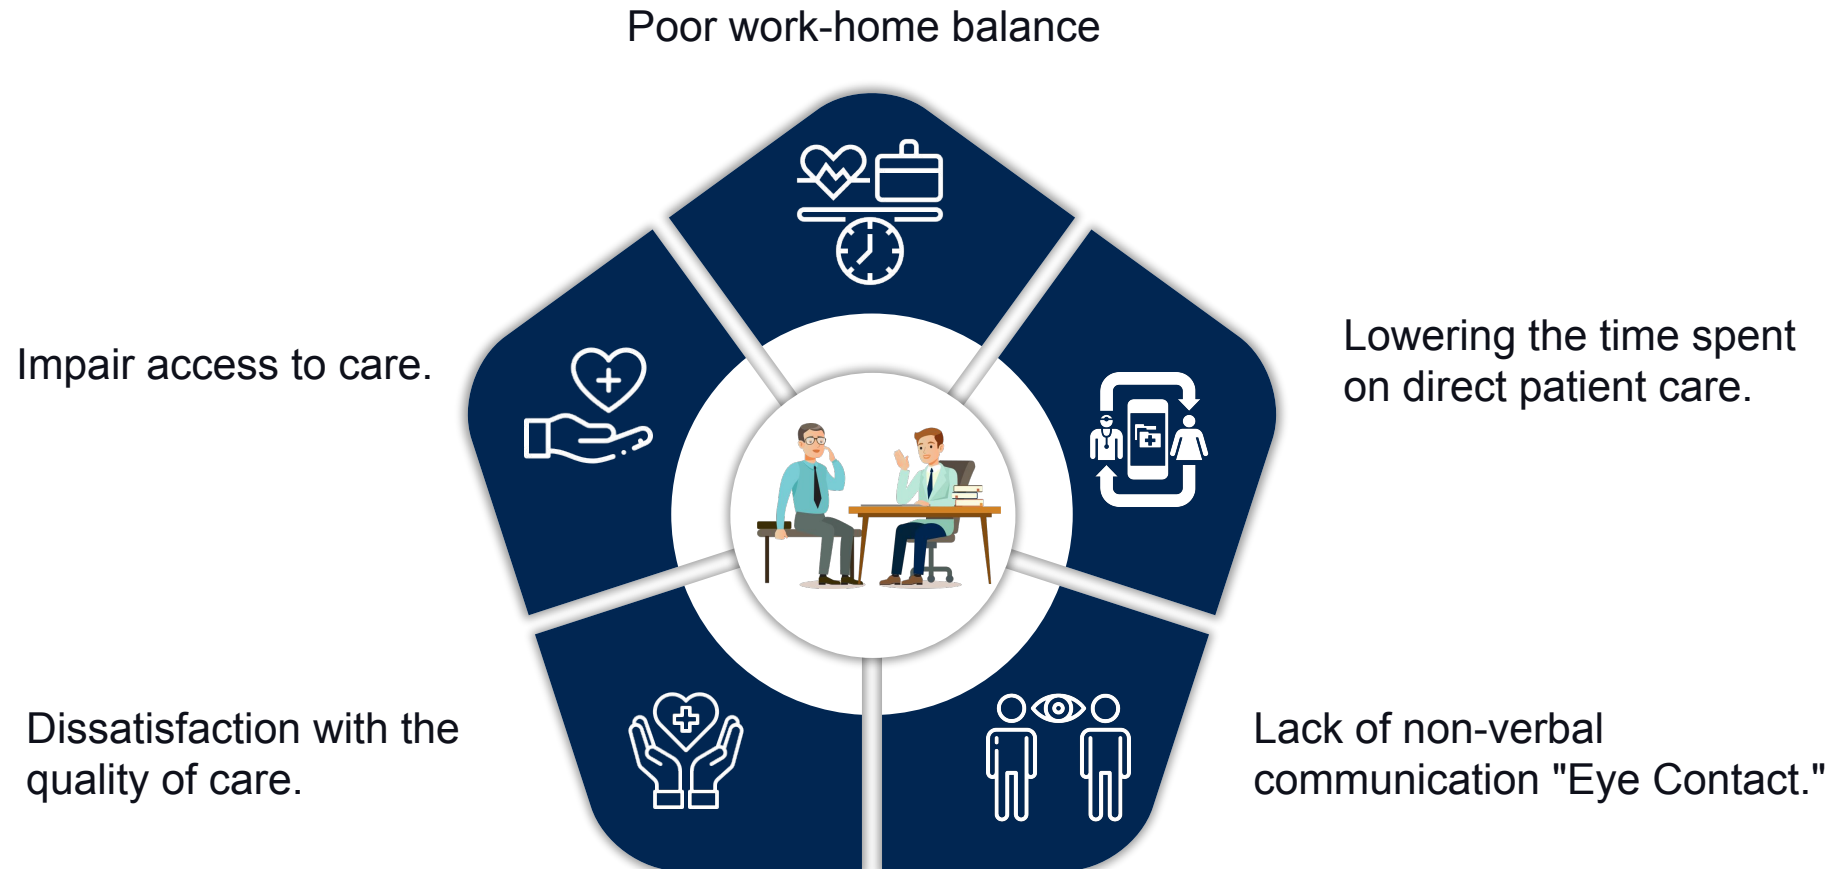 Poor work-home balance
Impair access to care.
Lowering the time spent
on direct patient care.
Dissatisfaction with the
quality of care.
Lack of non-verbal
communication "Eye Contact."